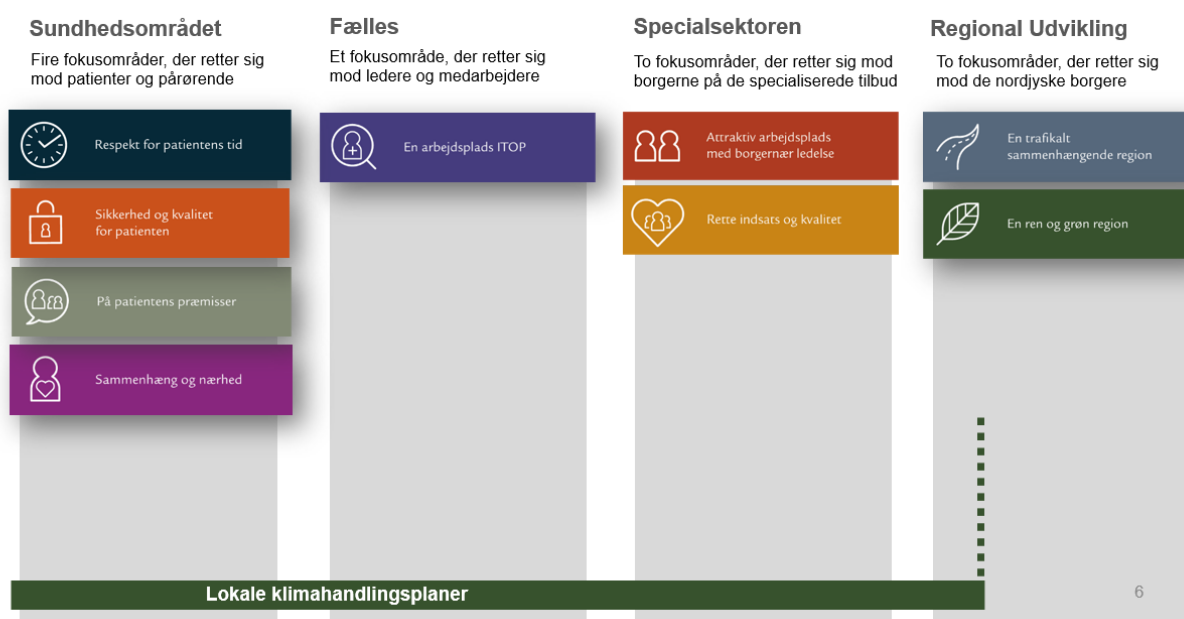 Sundhedsområdet
Fire fokusområder, der retter sig
mod patienter og pårørende
Respekt for patientens tid
Sikkerhed og kvalitet
for patienten
På patientens præmisser
Sammenhæng og nærhed
Fælles
Et fokusområde, der retter sig
mod ledere og medarbejdere
En arbejdsplads ITOP
Specialsektoren
To fokusområder, der retter sig mod
borgerne på de specialiserede tilbud
Attraktiv arbejdsplads
med borgernær ledelse
Rette indsats og kvalitet
Regional Udvikling
To fokusområder, der retter sig
mod de nordjyske borgere
En trafikalt
sammenhængende region
En ren og grøn region
Lokale klimahandlingsplaner
6